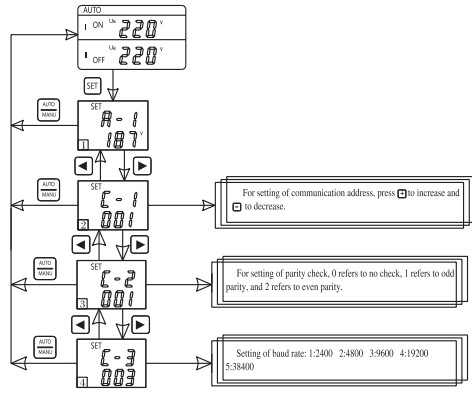 AUTO
I ON Ua 220 V
II OFF Ua 220 V
SET
AUTO
MANU
SET
A-1
187 V
1
AUTO
MANU
SET
C-1
001
2
For setting of communication address, press + to increase and
- to decrease.
AUTO
MANU
SET
C-2
001
3
For setting of parity check, 0 refers to no check, 1 refers to odd
parity, and 2 refers to even parity.
AUTO
MANU
SET
C-3
003
4
Setting of baud rate: 1:2400 2:4800 3:9600 4:19200
5:38400